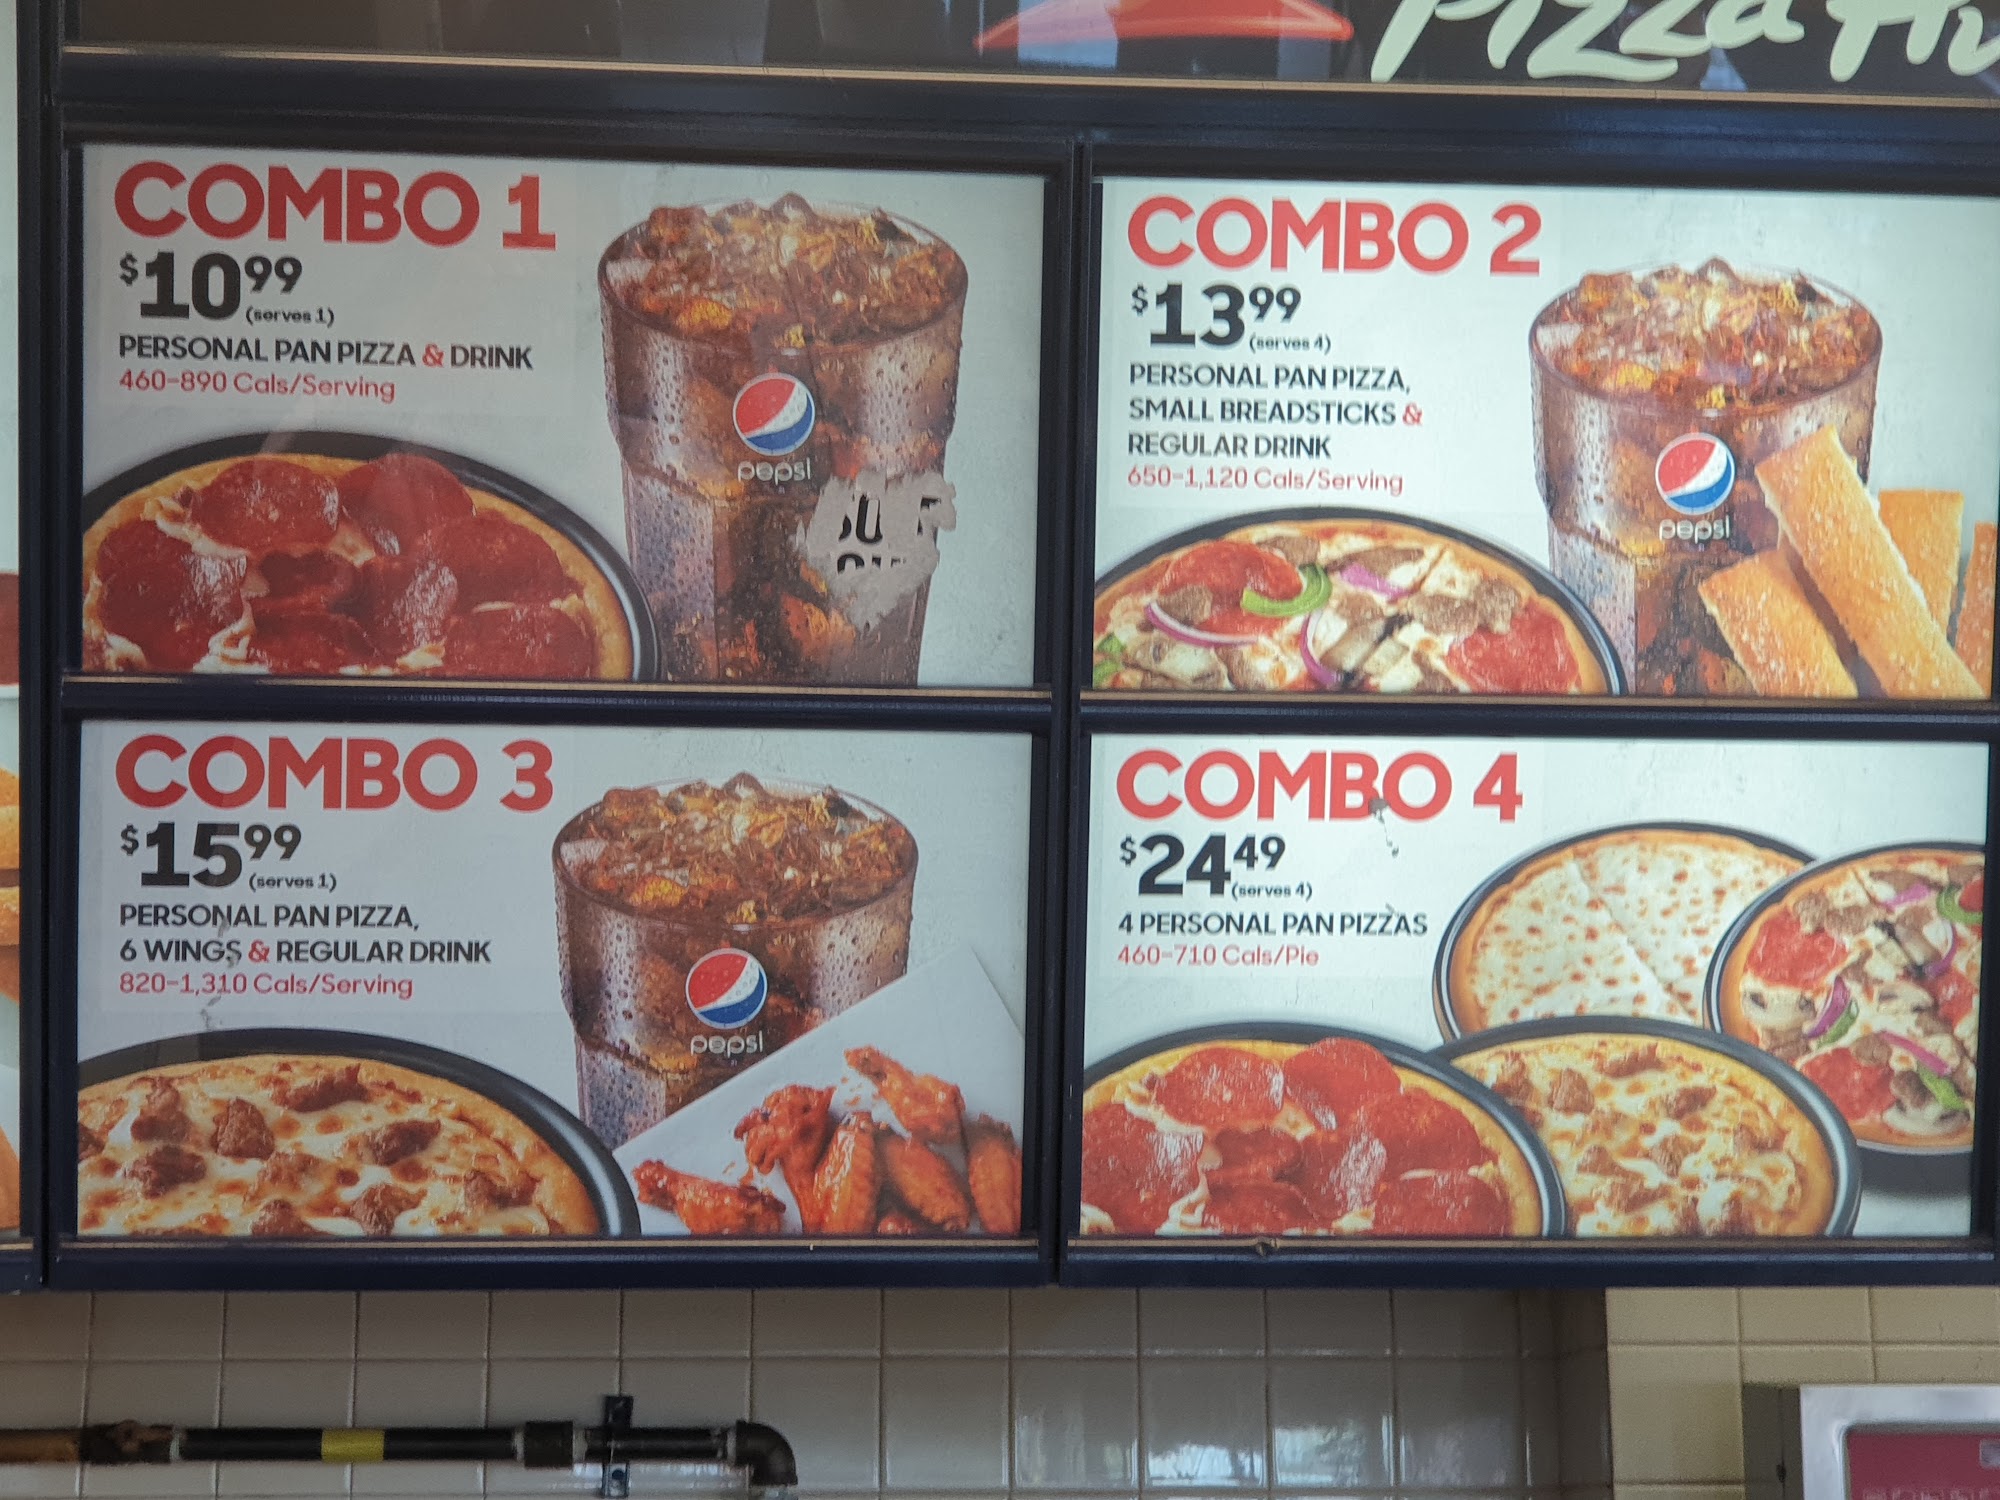 Pizza Hu
COMBO 1
$10 99
(serves 1)
PERSONAL PAN PIZZA & DRINK
460-890 Cals/Serving
pepsi
COMBO 2
$13 99
(serves 4)
PERSONAL PAN PIZZA,
SMALL BREADSTICKS &
REGULAR DRINK
650-1,120 Cals/Serving
pepsi
COMBO 3
$15 99
(serves 1)
PERSONAL PAN PIZZA,
6 WINGS & REGULAR DRINK
820-1,310 Cals/Serving
pepsi
COMBO 4
$24 49
(serves 4)
4 PERSONAL PAN PIZZAS
460-710 Cals/Pie